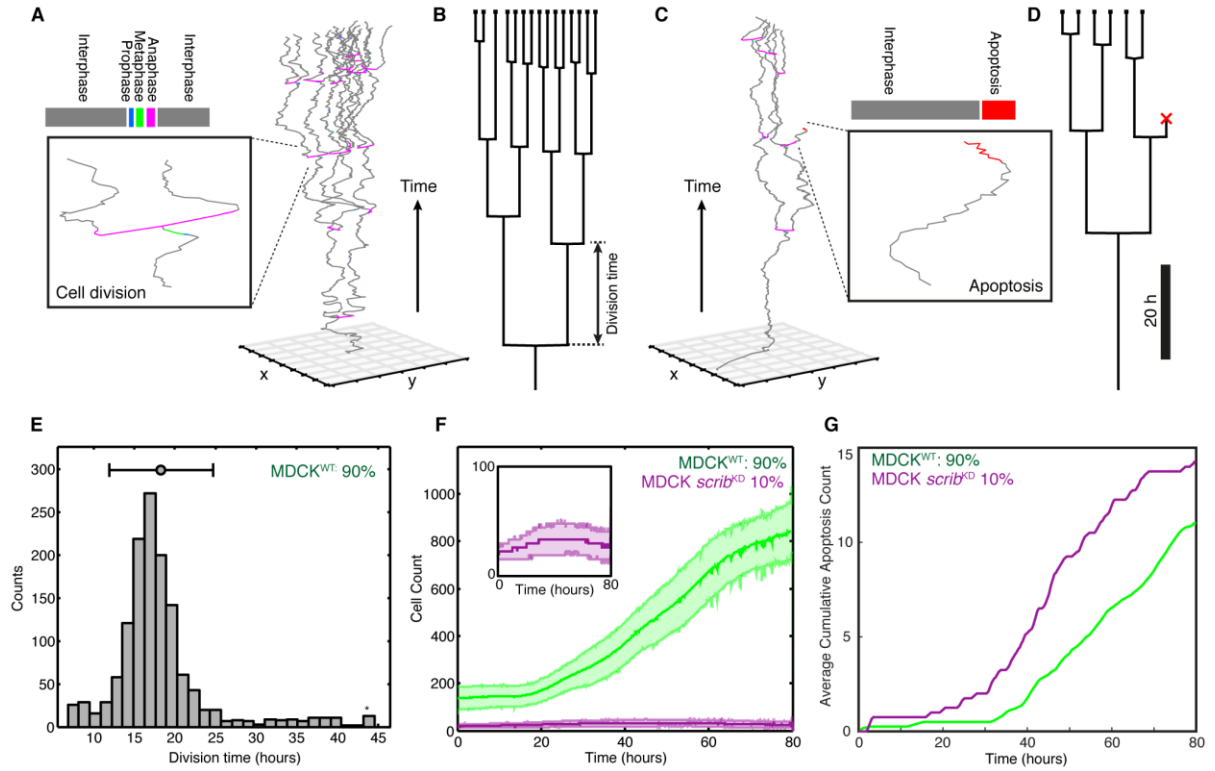 A
Interphase
Prophase
Metaphase
Anaphase
Interphase
Cell division
Time
x
y
B
Division time
C
Time
x
y
Interphase
Apoptosis
Apoptosis
D
20 h
E
MDCKWT: 90%
Counts
300
250
200
150
100
50
0
*
10 15 20 25 30 35 40 45
Division time (hours)
F
MDCKWT: 90%
MDCK scribKD 10%
Cell Count
1000
800
600
400
200
0
100
0
0 80
Time (hours)
0 20 40 60 80
Time (hours)
G
MDCKWT: 90%
MDCK scribKD 10%
Average Cumulative Apoptosis Count
15
10
5
0
0 20 40 60 80
Time (hours)